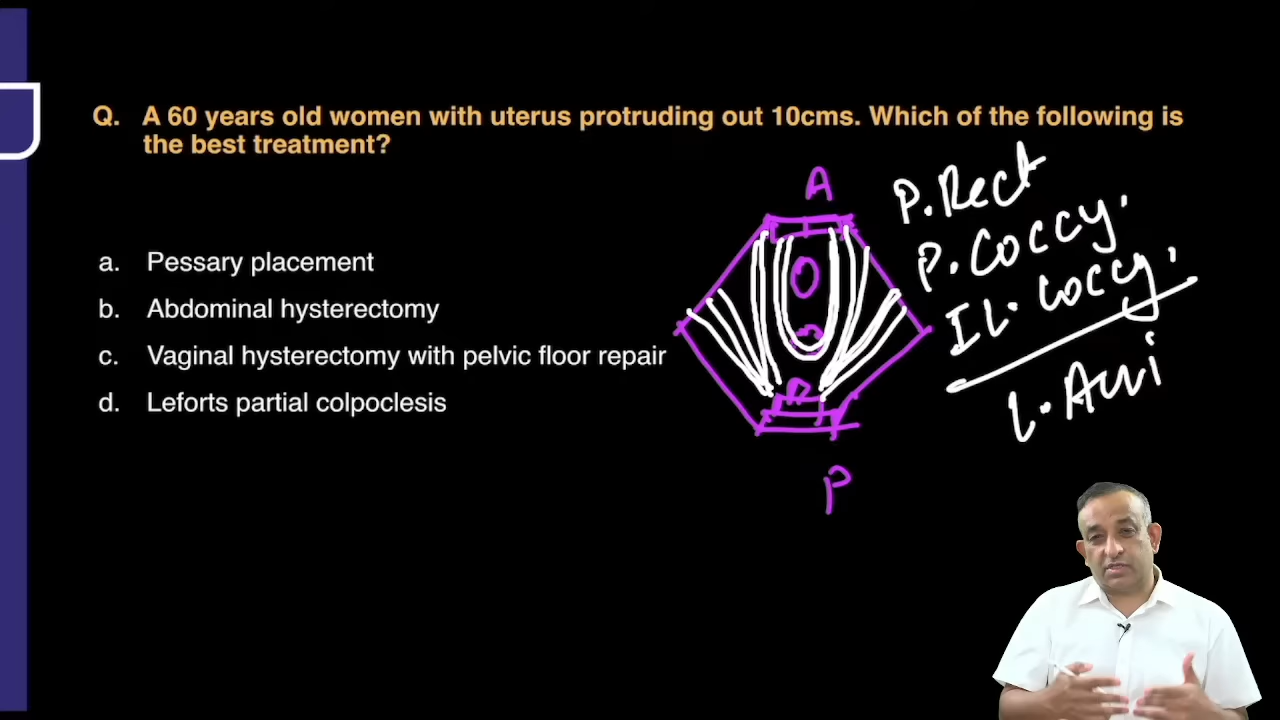 Q. A 60 years old women with uterus protruding out 10cms. Which of the following is
the best treatment?
a. Pessary placement
b. Abdominal hysterectomy
c. Vaginal hysterectomy with pelvic floor repair
d. Leforts partial colpoclesis
A
P
P. Rect
P. Coccy.
IL. Coccy.
L. Ani